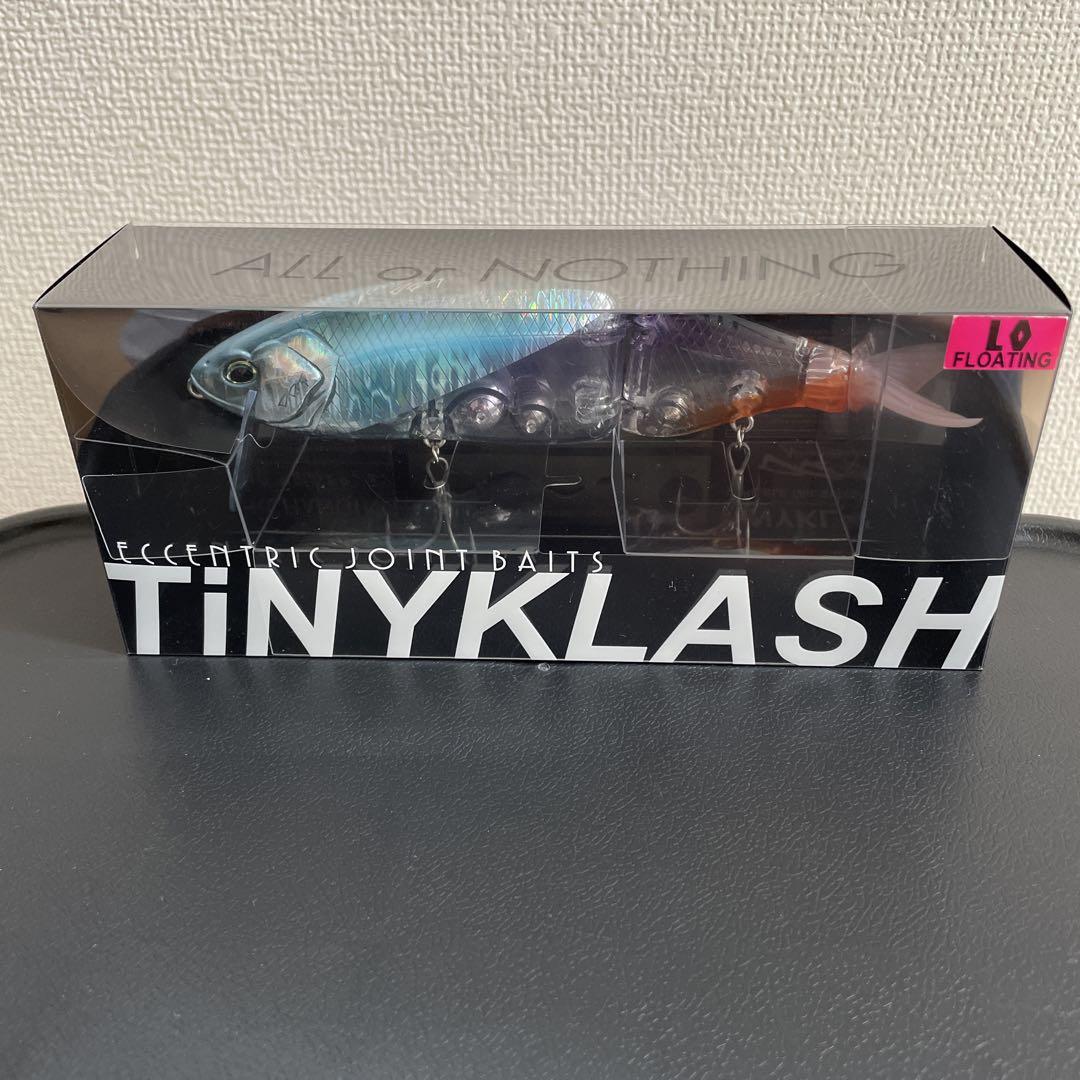 ALL or NOTHING
LO
FLOATING
ECCENTRIC JOINT BAITS
TiNYKLASH